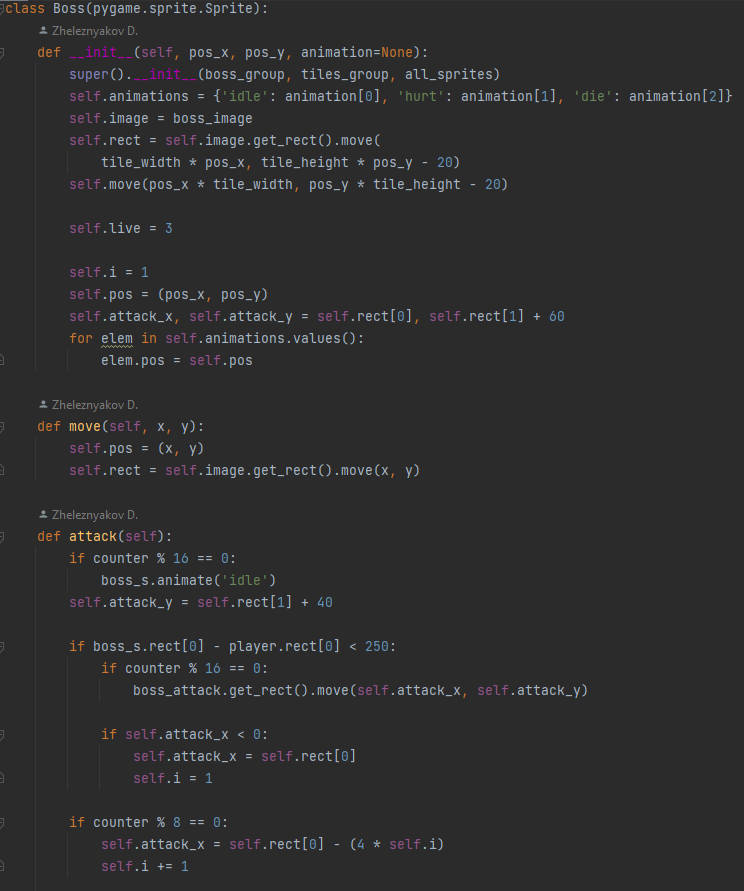 class Boss(pygame.sprite.Sprite):
Zheleznyakov D.
def __init__(self, pos_x, pos_y, animation=None):
super().__init__(boss_group, tiles_group, all_sprites)
self.animations = {'idle': animation[0], 'hurt': animation[1], 'die': animation[2]}
self.image = boss_image
self.rect = self.image.get_rect().move(
tile_width * pos_x, tile_height * pos_y - 20)
self.move(pos_x * tile_width, pos_y * tile_height - 20)
self.live = 3
self.i = 1
self.pos = (pos_x, pos_y)
self.attack_x, self.attack_y = self.rect[0], self.rect[1] + 60
for elem in self.animations.values():
elem.pos = self.pos
Zheleznyakov D.
def move(self, x, y):
self.pos = (x, y)
self.rect = self.image.get_rect().move(x, y)
Zheleznyakov D.
def attack(self):
if counter % 16 == 0:
boss_s.animate('idle')
self.attack_y = self.rect[1] + 40
if boss_s.rect[0] - player.rect[0] < 250:
if counter % 16 == 0:
boss_attack.get_rect().move(self.attack_x, self.attack_y)
if self.attack_x < 0:
self.attack_x = self.rect[0]
self.i = 1
if counter % 8 == 0:
self.attack_x = self.rect[0] - (4 * self.i)
self.i += 1